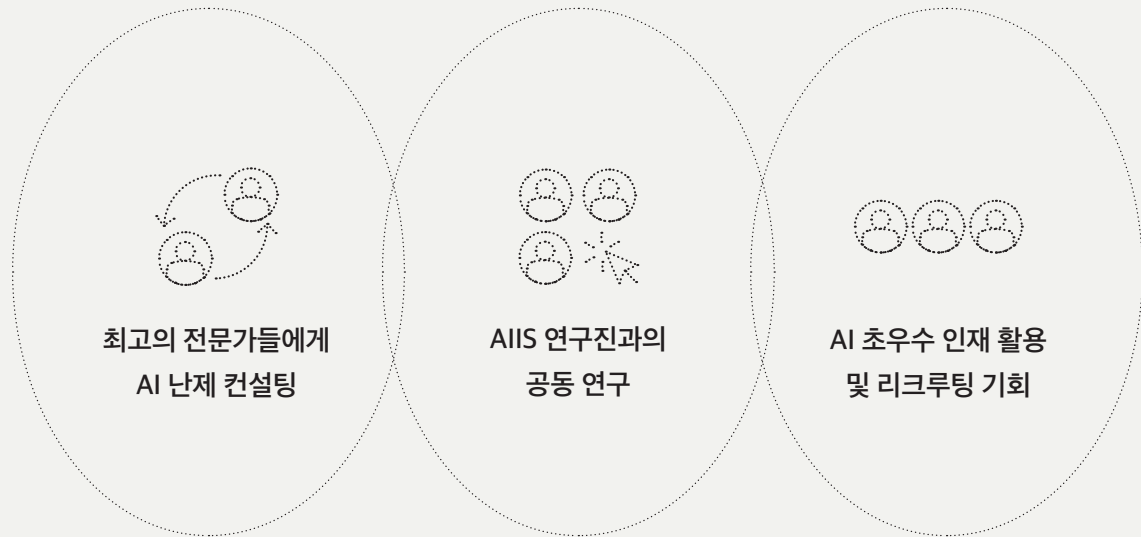 최고의 전문가들에게
AI 난제 컨설팅
AIIS 연구진과의
공동 연구
AI 초우수 인재 활용
및 리크루팅 기회